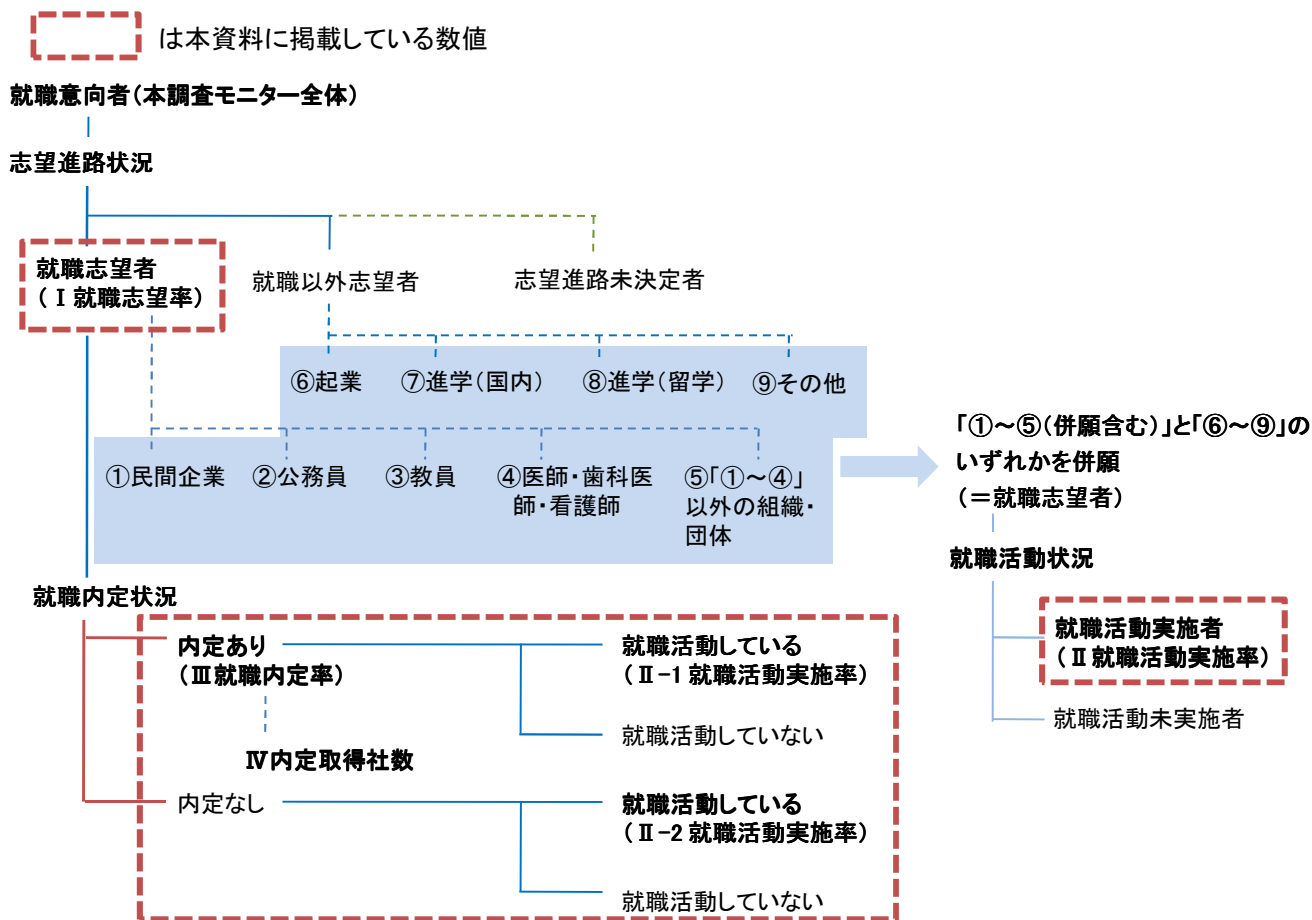 は本資料に掲載している数値
就職意向者(本調査モニター全体)
志望進路状況
就職志望者
(Ⅰ就職志望率)
就職以外志望者
志望進路未決定者
⑥起業
⑦進学(国内)
⑧進学(留学)
⑨その他
①民間企業
②公務員
③教員
④医師・歯科医
師・看護師
⑤「①～④」
以外の組織・
団体
「①～⑤(併願含む)」と「⑥～⑨」の
いずれかを併願
(=就職志望者)
就職活動状況
就職活動実施者
(Ⅱ就職活動実施率)
就職活動未実施者
就職内定状況
内定あり
(Ⅲ就職内定率)
就職活動している
(Ⅱ-1 就職活動実施率)
就職活動していない
Ⅳ内定取得社数
内定なし
就職活動している
(Ⅱ-2 就職活動実施率)
就職活動していない